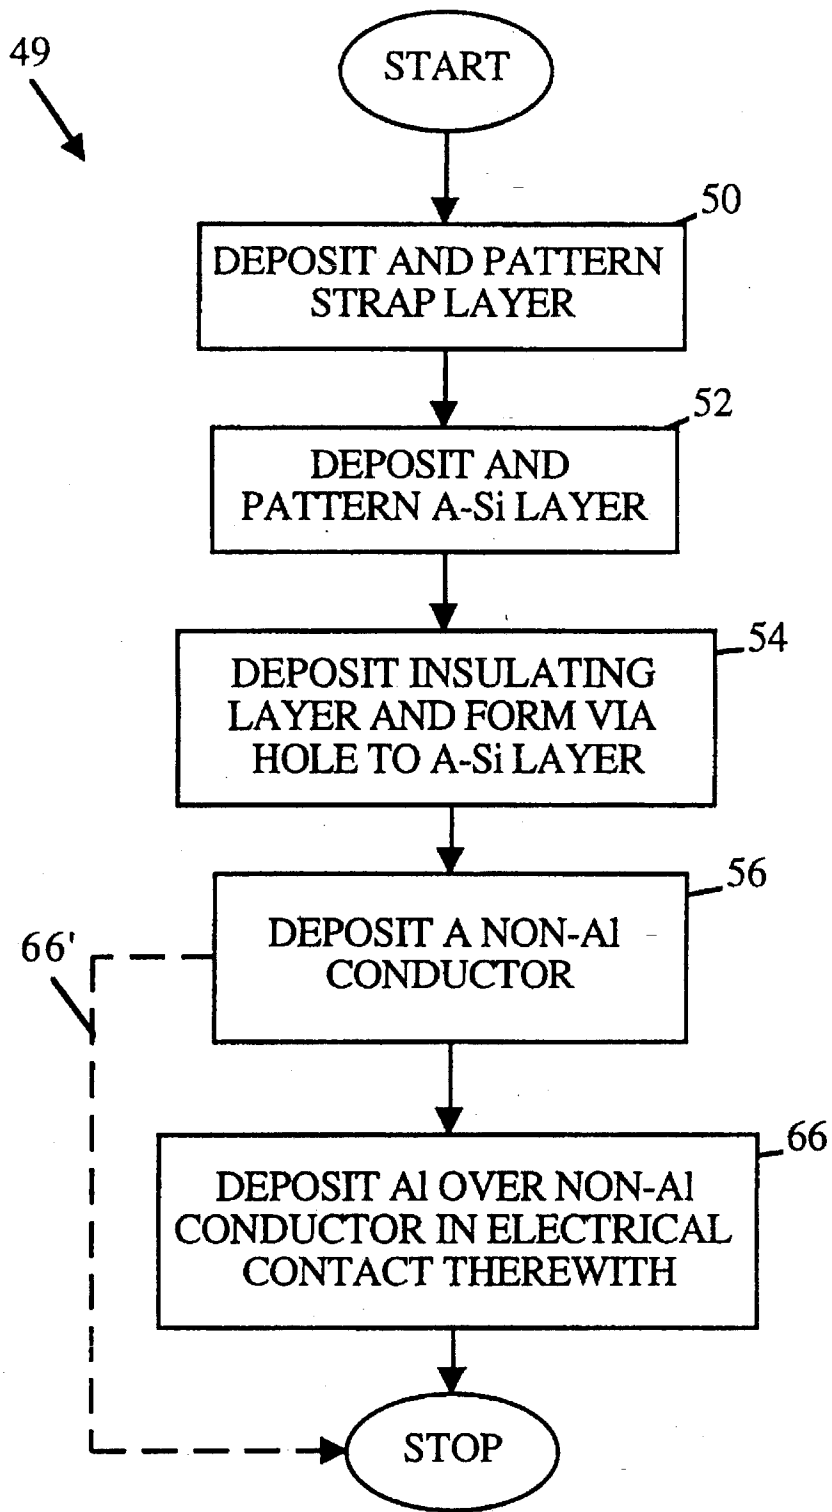 49
START
50
DEPOSIT AND PATTERN
STRAP LAYER
52
DEPOSIT AND
PATTERN A-Si LAYER
54
DEPOSIT INSULATING
LAYER AND FORM VIA
HOLE TO A-Si LAYER
56
DEPOSIT A NON-Al
CONDUCTOR
66'
66
DEPOSIT Al OVER NON-Al
CONDUCTOR IN ELECTRICAL
CONTACT THEREWITH
STOP